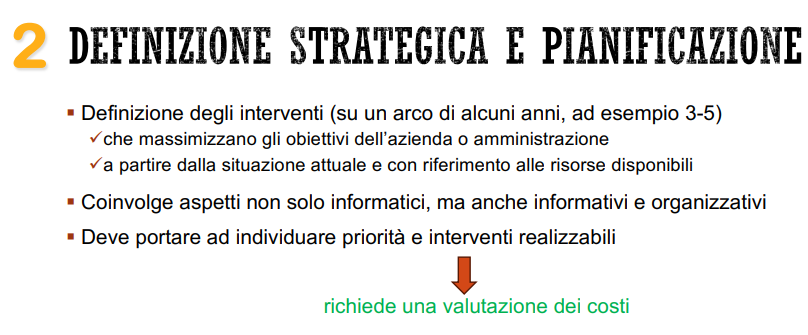 2 DEFINIZIONE STRATEGICA E PIANIFICAZIONE
▪ Definizione degli interventi (su un arco di alcuni anni, ad esempio 3-5)
✓che massimizzano gli obiettivi dell'azienda o amministrazione
✓a partire dalla situazione attuale e con riferimento alle risorse disponibili
▪ Coinvolge aspetti non solo informatici, ma anche informativi e organizzativi
▪ Deve portare ad individuare priorità e interventi realizzabili
richiede una valutazione dei costi